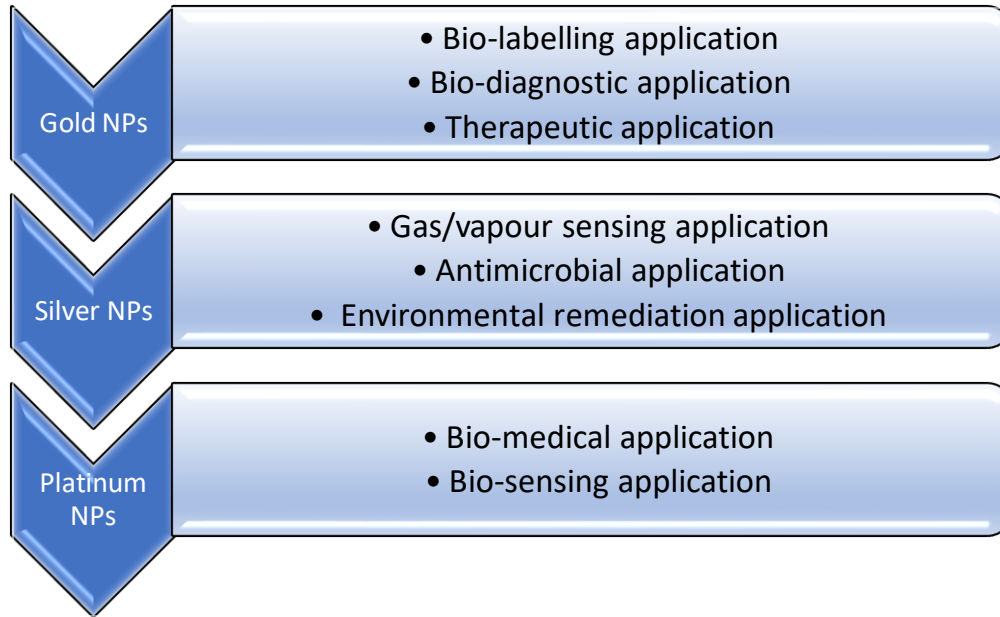 Gold NPs
• Bio-labelling application
• Bio-diagnostic application
• Therapeutic application
Silver NPs
• Gas/vapour sensing application
• Antimicrobial application
• Environmental remediation application
Platinum
NPs
• Bio-medical application
• Bio-sensing application